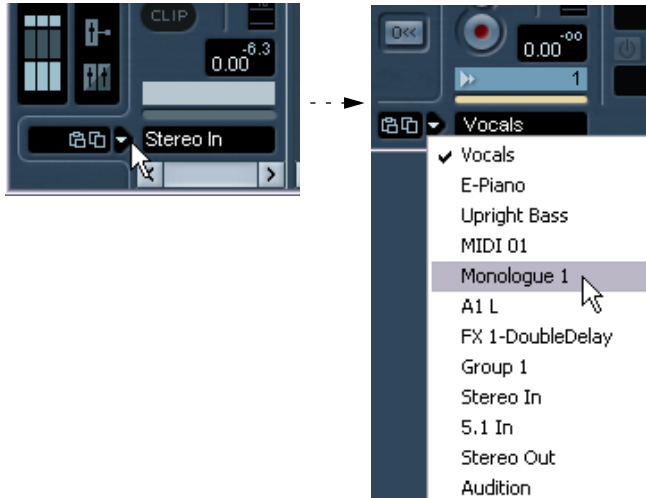 CLIP
-6.3
0.00
Stereo In
0<<
-oo
0.00
1
Vocals
Vocals
E-Piano
Upright Bass
MIDI 01
Monologue 1
A1 L
FX 1-DoubleDelay
Group 1
Stereo In
5.1 In
Stereo Out
Audition